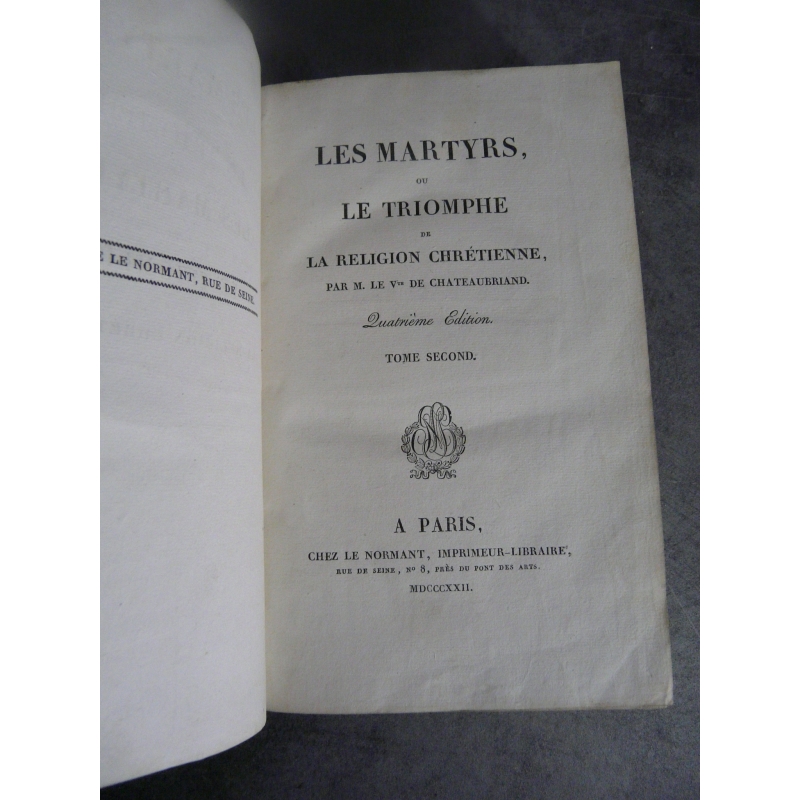 E LE NORMANT, RUE DE SEINE.
LES MARTYRS,
OU
LE TRIOMPHE
DE
LA RELIGION CHRÉTIENNE,
PAR M. LE Vte DE CHATEAUBRIAND.
Quatrième Edition.
TOME SECOND.
A PARIS,
CHEZ LE NORMANT, IMPRIMEUR-LIBRAIRE,
RUE DE SEINE, No 8, PRÈS DU PONT DES ARTS.
MDCCCXXII.